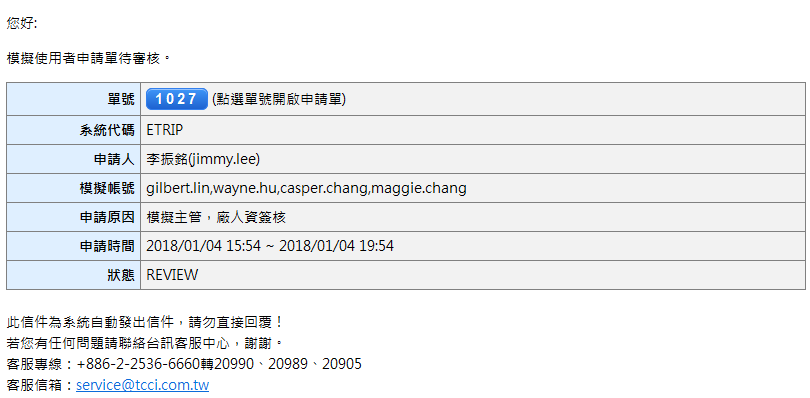 您好:
模擬使用者申請單待審核。
單號 1027 (點選單號開啟申請單)
系統代碼 ETRIP
申請人 李振銘(jimmy.lee)
模擬帳號 gilbert.lin,wayne.hu,casper.chang,maggie.chang
申請原因 模擬主管，廠人資簽核
申請時間 2018/01/04 15:54 ~ 2018/01/04 19:54
狀態 REVIEW
此信件為系統自動發出信件，請勿直接回覆！
若您有任何問題請聯絡台訊客服中心，謝謝。
客服專線：+886-2-2536-6660轉20990、20989、20905
客服信箱：service@tcci.com.tw